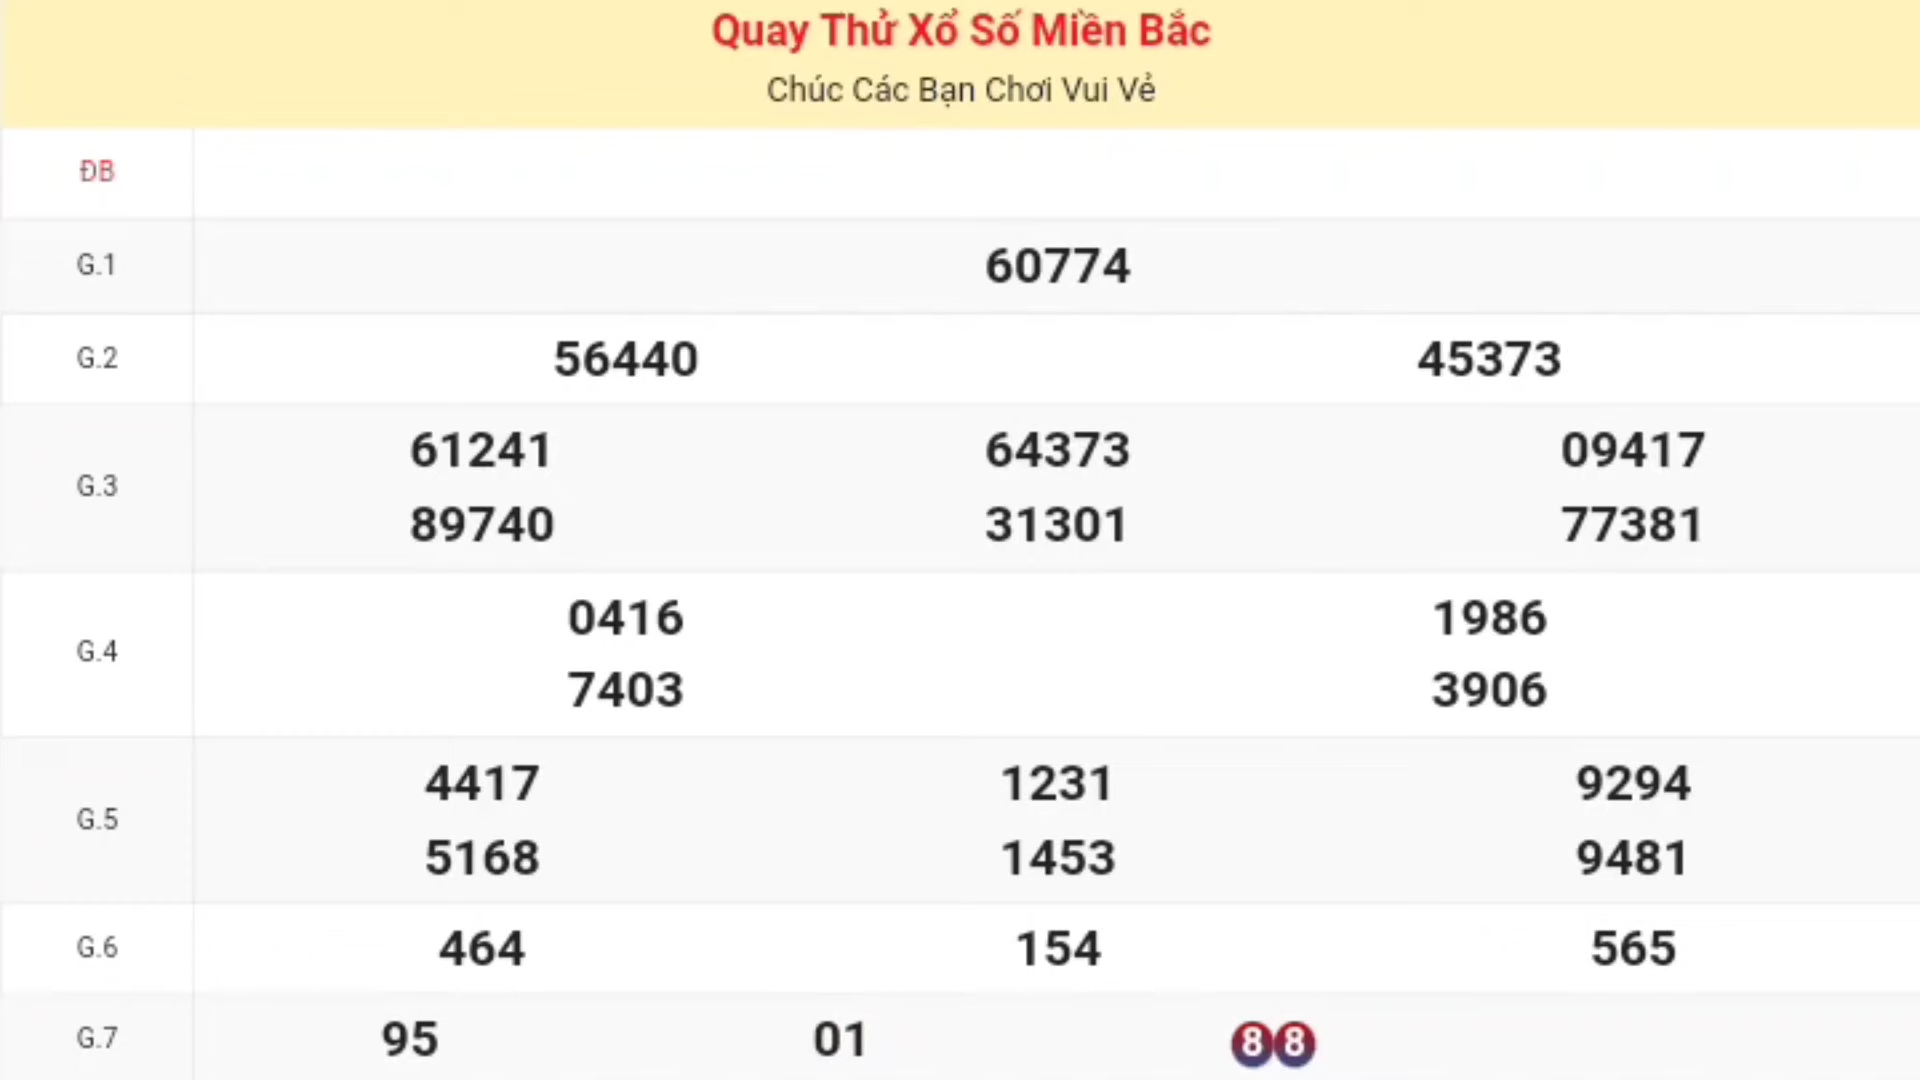 Quay Thử Xổ Số Miền Bắc
Chúc Các Bạn Chơi Vui Vẻ
ĐB
G.1 60774
G.2 56440 45373
G.3 61241 64373 09417
89740 31301 77381
G.4 0416 1986
7403 3906
G.5 4417 1231 9294
5168 1453 9481
G.6 464 154 565
G.7 95 01 88